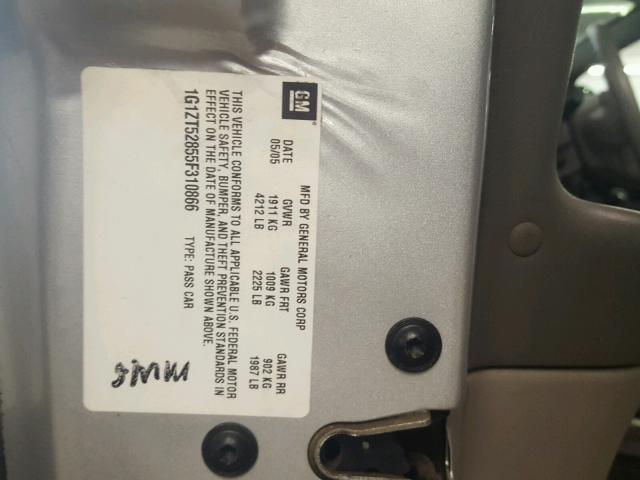 GM
MFD BY GENERAL MOTORS CORP
DATE GVWR GAWR FRT GAWR RR
05/05 1911 KG 1009 KG 902 KG
4212 LB 2225 LB 1987 LB
THIS VEHICLE CONFORMS TO ALL APPLICABLE U.S. FEDERAL MOTOR
VEHICLE SAFETY, BUMPER, AND THEFT PREVENTION STANDARDS IN
EFFECT ON THE DATE OF MANUFACTURE SHOWN ABOVE.
1G1ZT52855F310866 TYPE: PASS CAR